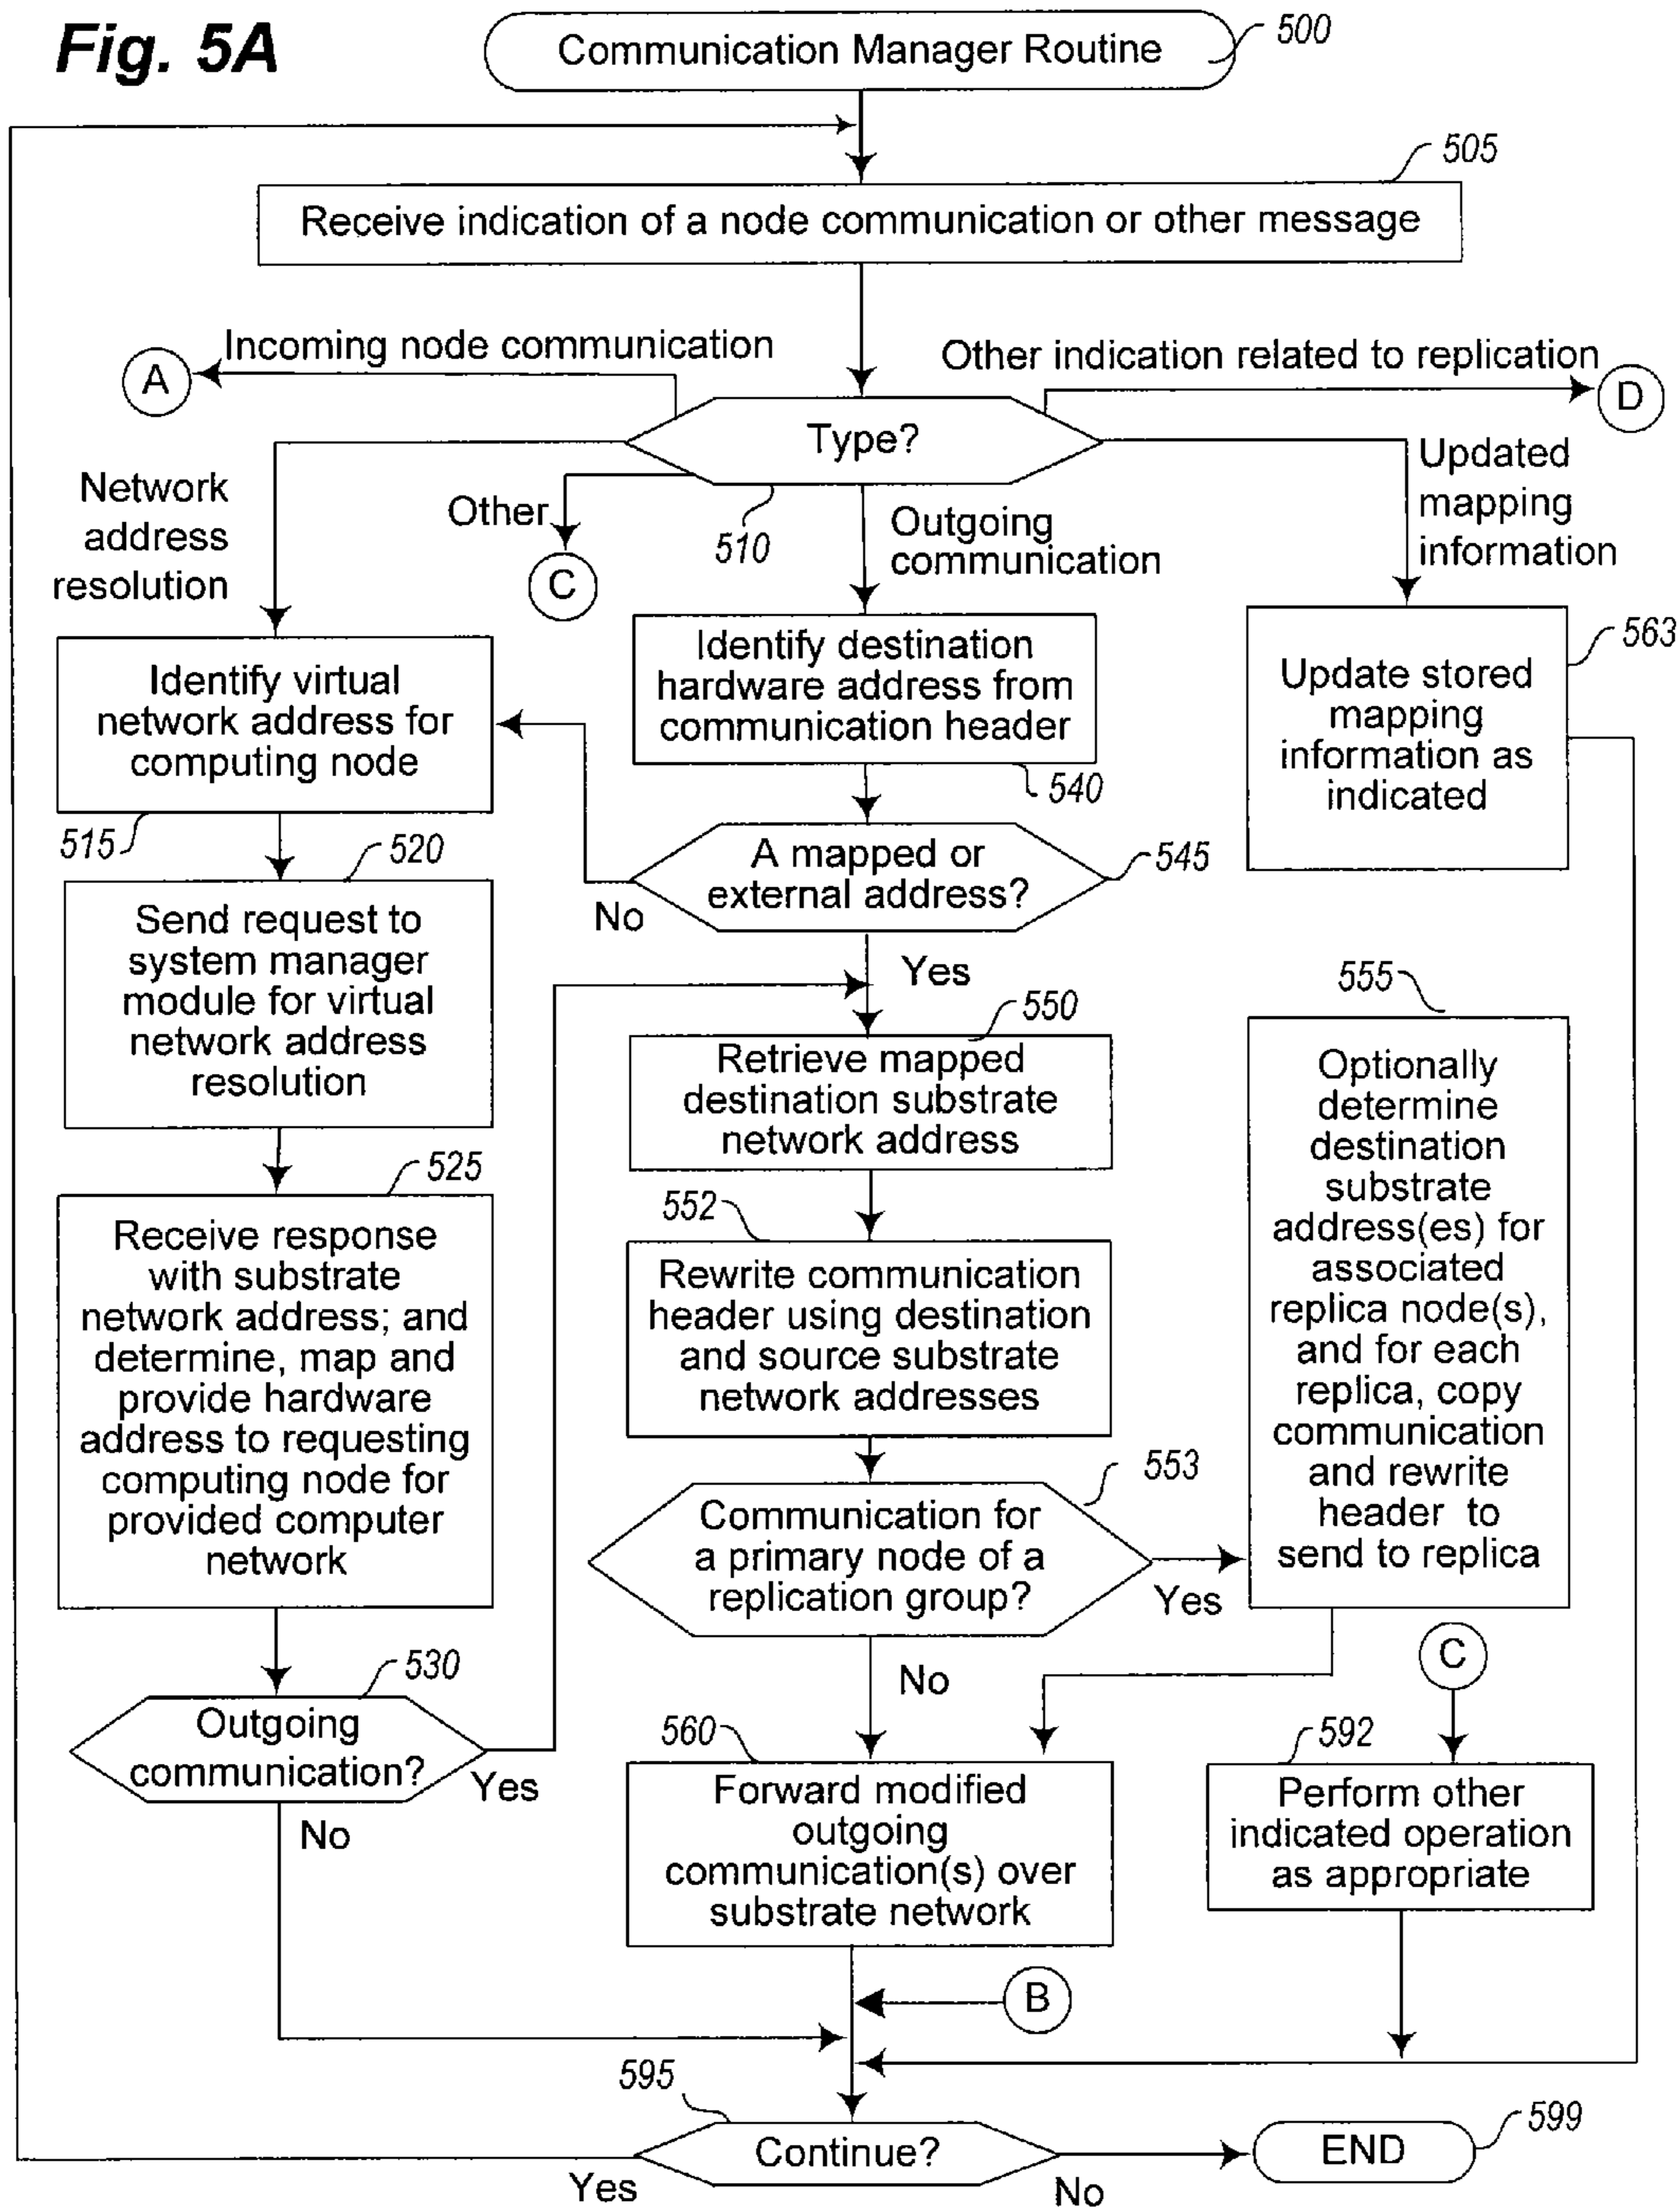 Fig. 5A
Communication Manager Routine
500
505
Receive indication of a node communication or other message
Incoming node communication
Other indication related to replication
A
D
Type?
510
Network
address
resolution
Other
C
Outgoing
communication
Updated
mapping
information
Identify virtual
network address for
computing node
515
Identify destination
hardware address from
communication header
540
563
Update stored
mapping
information as
indicated
520
Send request to
system manager
module for virtual
network address
resolution
A mapped or
external address?
545
No
Yes
550
Retrieve mapped
destination substrate
network address
555
Optionally
determine
destination
substrate
address(es) for
associated
replica node(s),
and for each
replica, copy
communication
and rewrite
header to
send to replica
525
Receive response
with substrate
network address; and
determine, map and
provide hardware
address to requesting
computing node for
provided computer
network
552
Rewrite communication
header using destination
and source substrate
network addresses
553
Communication for
a primary node of a
replication group?
Yes
No
530
Outgoing
communication?
Yes
No
560
Forward modified
outgoing
communication(s) over
substrate network
C
592
Perform other
indicated operation
as appropriate
B
595
Continue?
Yes
No
END
599